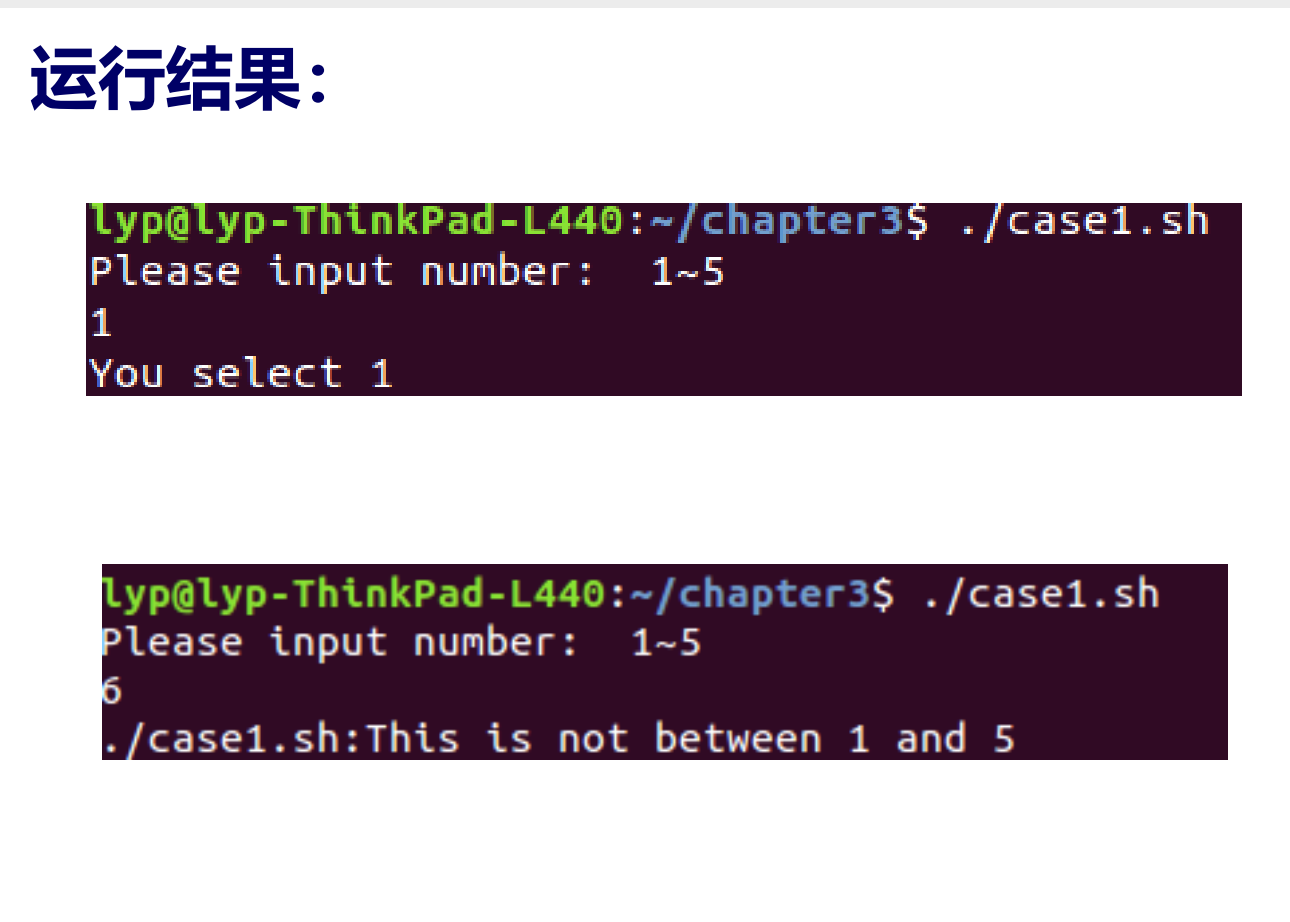 运行结果：
lyp@lyp-ThinkPad-L440:~/chapter3$ ./case1.sh
Please input number:  1~5
1
You select 1
lyp@lyp-ThinkPad-L440:~/chapter3$ ./case1.sh
Please input number:  1~5
6
./case1.sh:This is not between 1 and 5